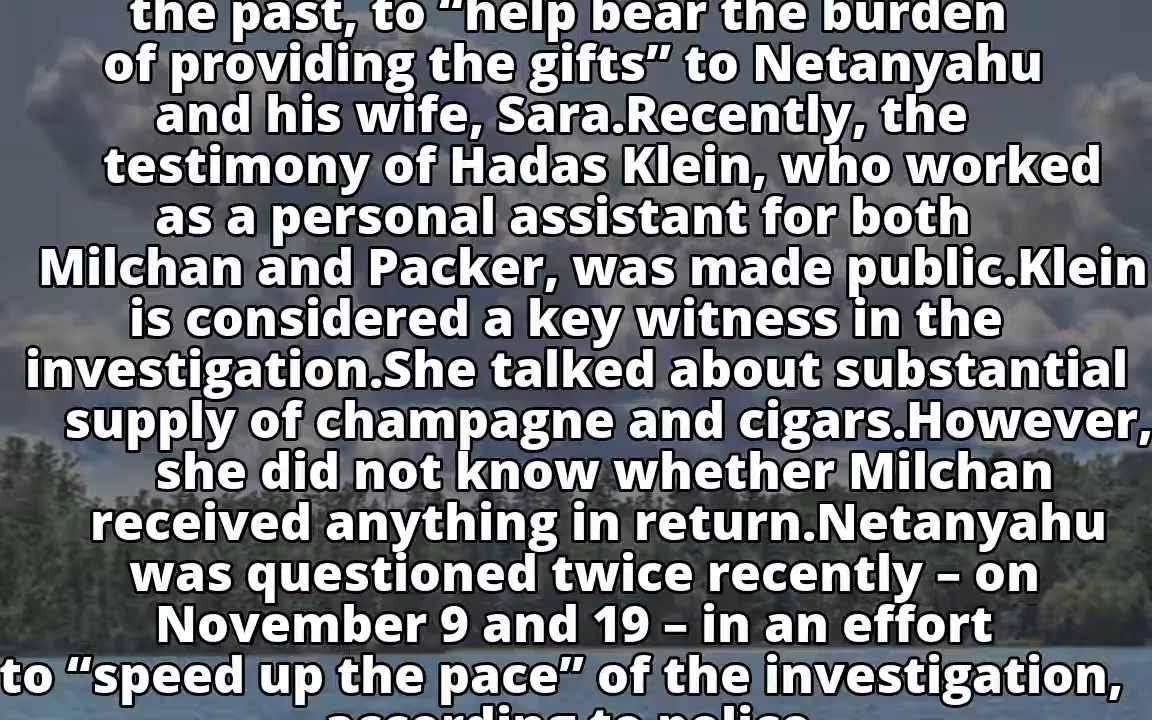 the past, to “help bear the burden
of providing the gifts” to Netanyahu
and his wife, Sara.Recently, the
testimony of Hadas Klein, who worked
as a personal assistant for both
Milchan and Packer, was made public.Klein
is considered a key witness in the
investigation.She talked about substantial
supply of champagne and cigars.However,
she did not know whether Milchan
received anything in return.Netanyahu
was questioned twice recently – on
November 9 and 19 – in an effort
to “speed up the pace” of the investigation,
according to police